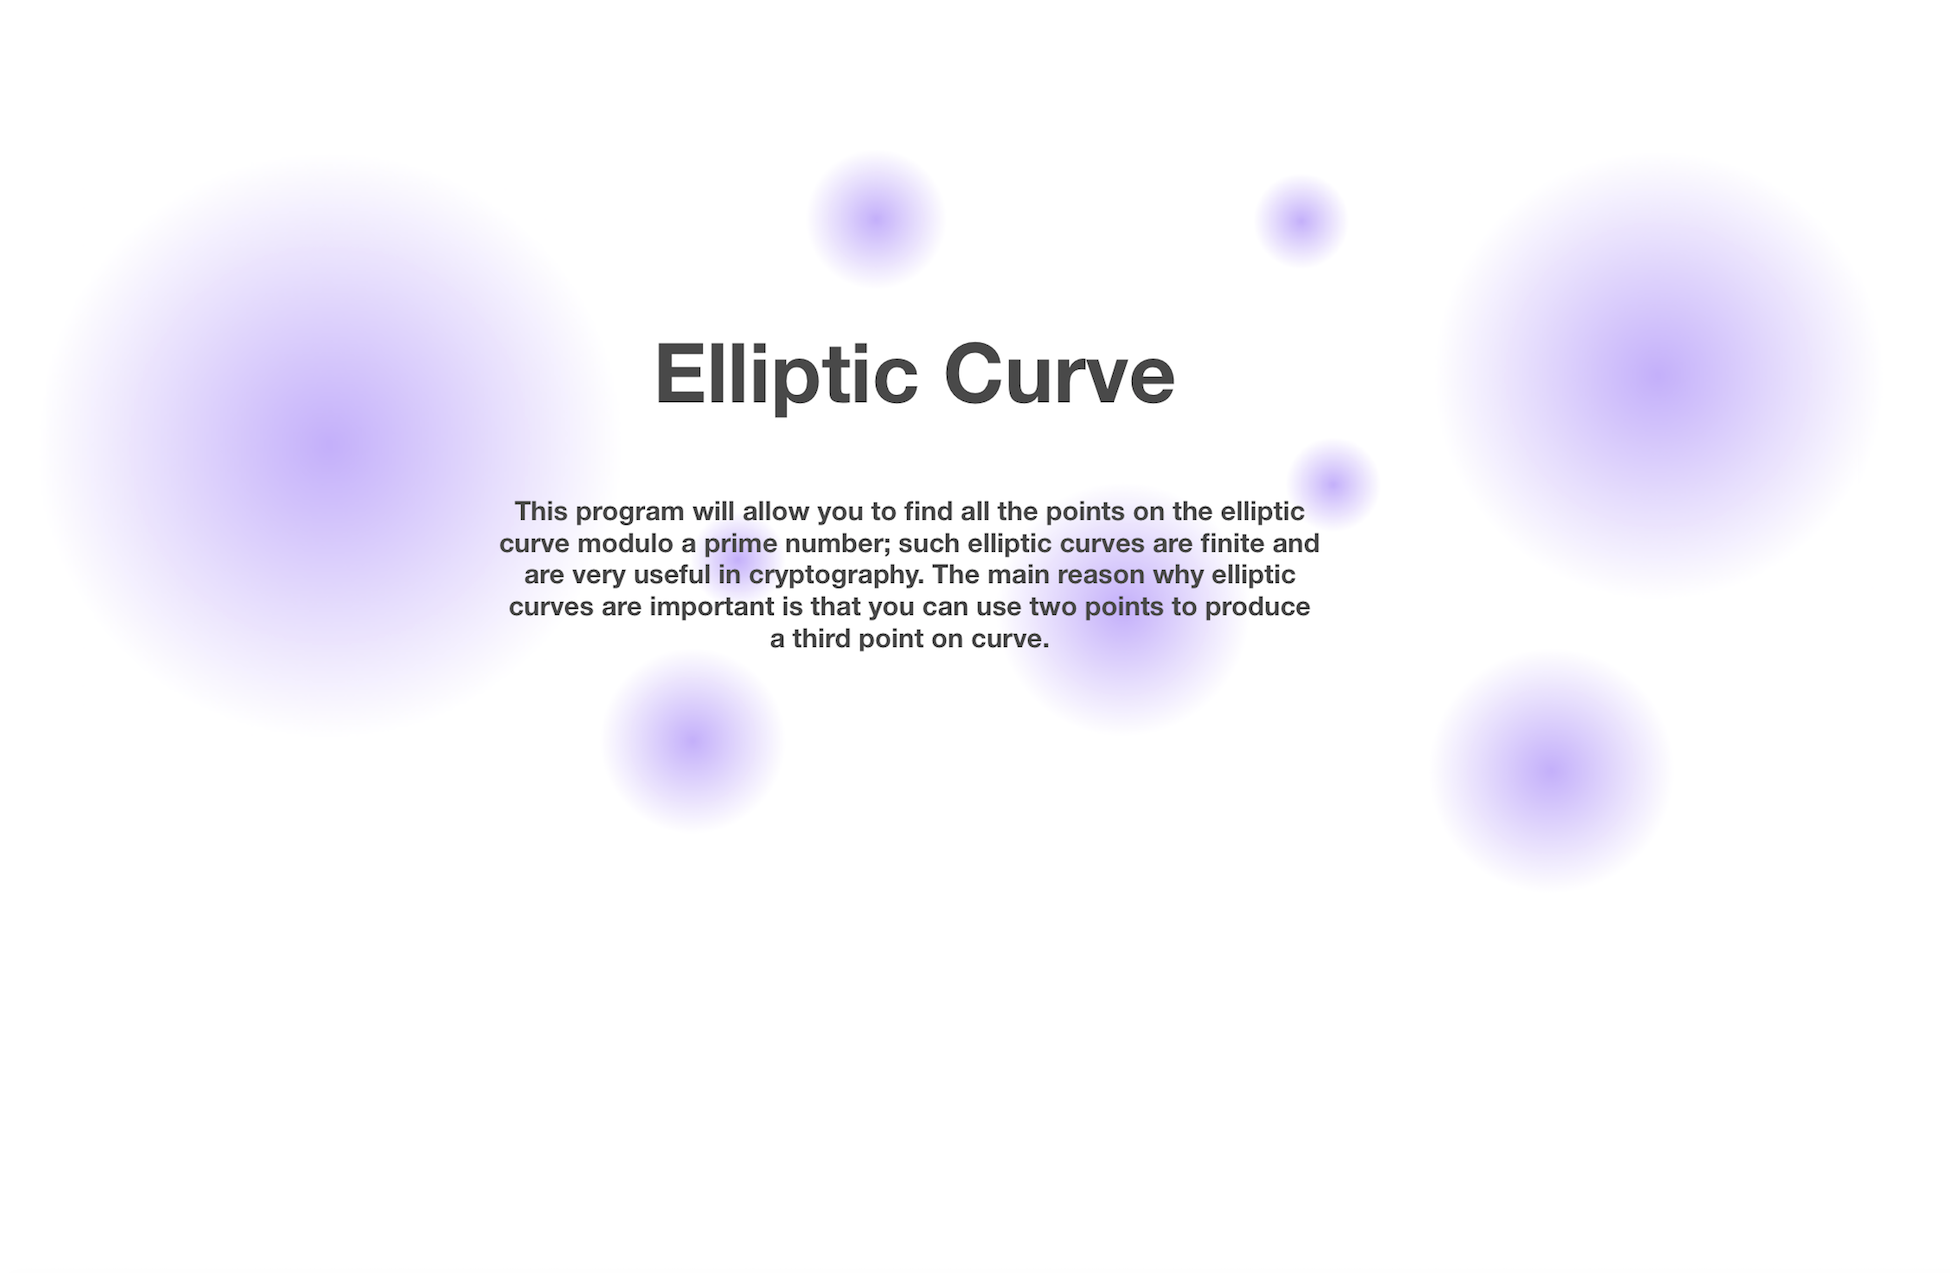 Elliptic Curve
This program will allow you to find all the points on the elliptic
curve modulo a prime number; such elliptic curves are finite and
are very useful in cryptography. The main reason why elliptic
curves are important is that you can use two points to produce
a third point on curve.